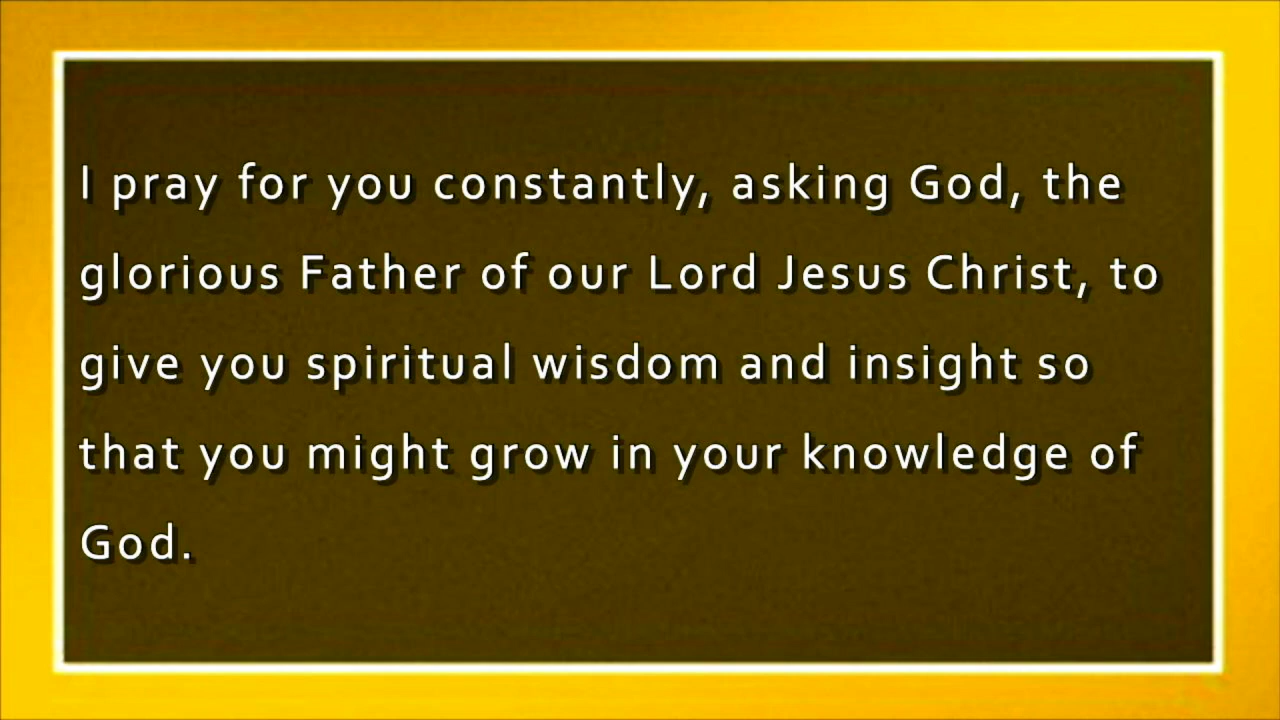 I pray for you constantly, asking God, the
glorious Father of our Lord Jesus Christ, to
give you spiritual wisdom and insight so
that you might grow in your knowledge of
God.